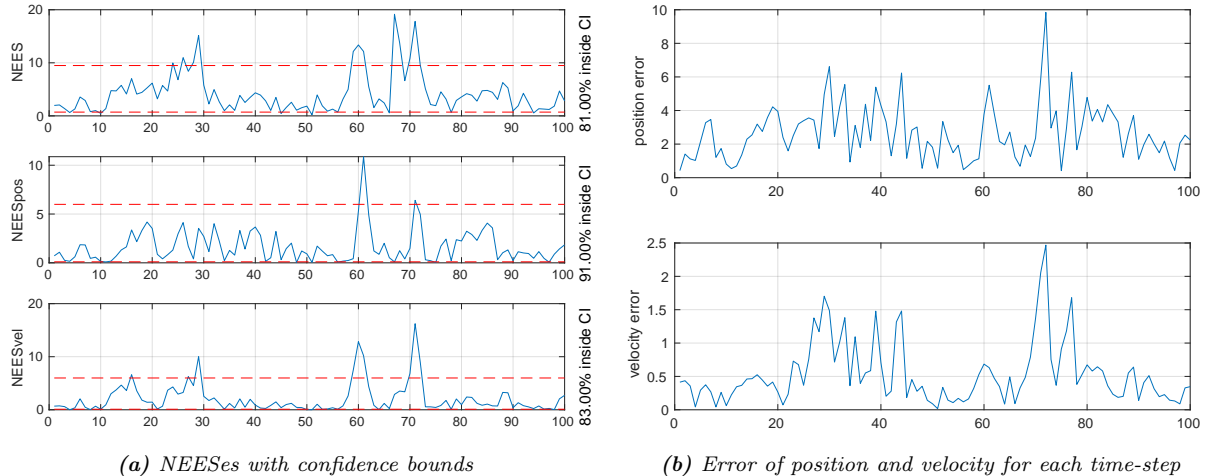 NEES
20
10
0
0 10 20 30 40 50 60 70 80 90 100
81.00% inside CI
NEESpos
10
5
0
0 10 20 30 40 50 60 70 80 90 100
91.00% inside CI
NEESvel
20
10
0
0 10 20 30 40 50 60 70 80 90 100
83.00% inside CI
(a) NEESes with confidence bounds
position error
10
8
6
4
2
0
0 20 40 60 80 100
velocity error
2.5
2
1.5
1
0.5
0
0 20 40 60 80 100
(b) Error of position and velocity for each time-step